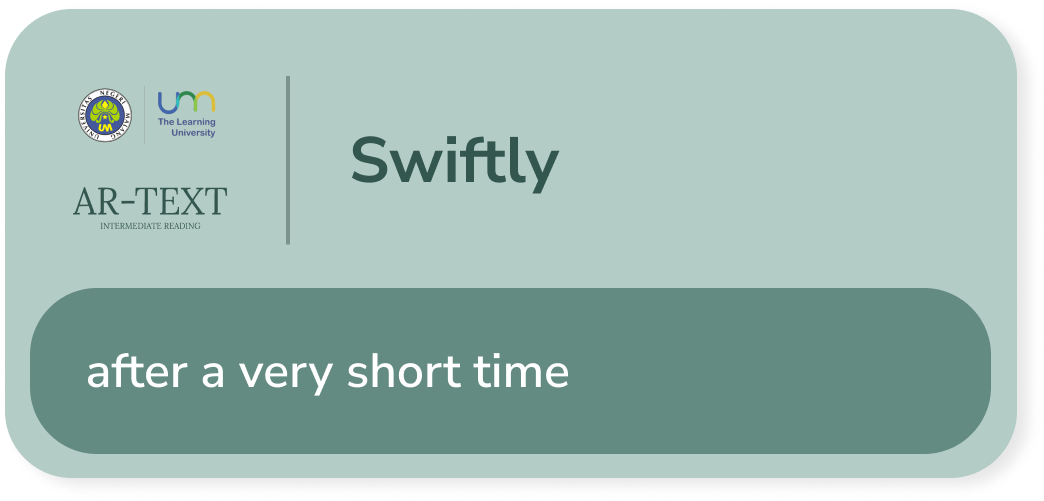 UNIVERSITAS NEGERI MALANG
UM
um
The Learning
University
AR-TEXT
INTERMEDIATE READING
Swiftly
after a very short time